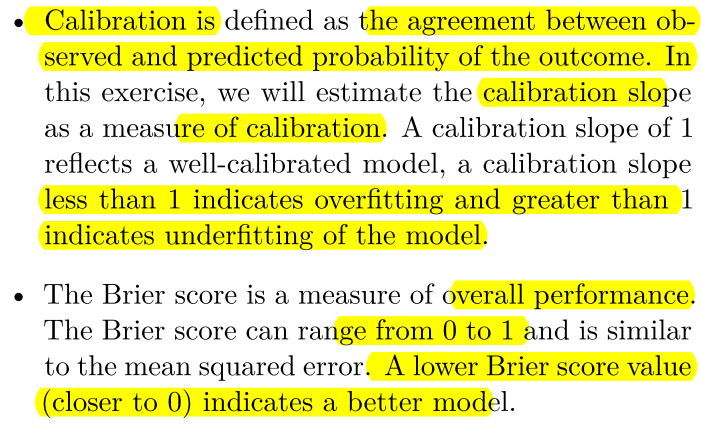 • Calibration is defined as the agreement between ob-
served and predicted probability of the outcome. In
this exercise, we will estimate the calibration slope
as a measure of calibration. A calibration slope of 1
reflects a well-calibrated model, a calibration slope
less than 1 indicates overfitting and greater than 1
indicates underfitting of the model.
• The Brier score is a measure of overall performance.
The Brier score can range from 0 to 1 and is similar
to the mean squared error. A lower Brier score value
(closer to 0) indicates a better model.